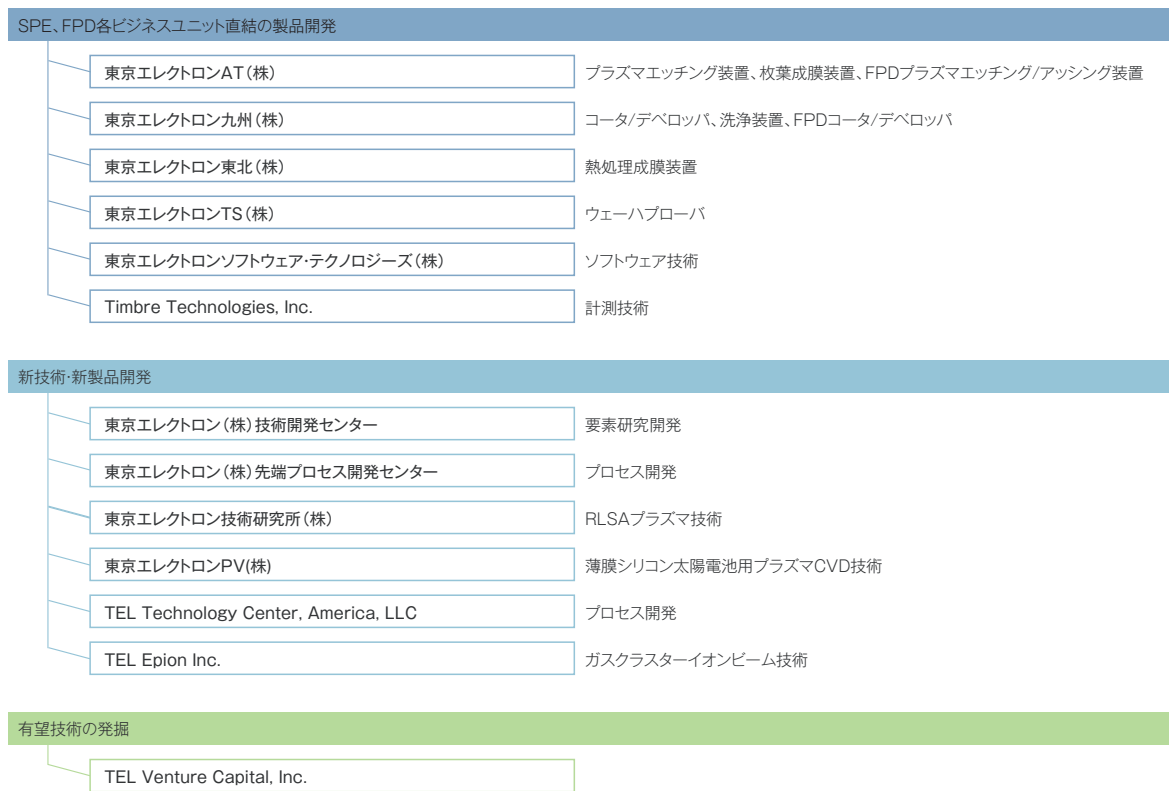 SPE、FPD各ビジネスユニット直結の製品開発
東京エレクトロンAT(株) プラズマエッチング装置、枚葉成膜装置、FPDプラズマエッチング/アッシング装置
東京エレクトロン九州(株) コータ/デベロッパ、洗浄装置、FPDコータ/デベロッパ
東京エレクトロン東北(株) 熱処理成膜装置
東京エレクトロンTS(株) ウェーハプローバ
東京エレクトロンソフトウェア・テクノロジーズ(株) ソフトウェア技術
Timbre Technologies, Inc. 計測技術
新技術・新製品開発
東京エレクトロン(株)技術開発センター 要素研究開発
東京エレクトロン(株)先端プロセス開発センター プロセス開発
東京エレクトロン技術研究所(株) RLSAプラズマ技術
東京エレクトロンPV(株) 薄膜シリコン太陽電池用プラズマCVD技術
TEL Technology Center, America, LLC プロセス開発
TEL Epion Inc. ガスクラスターイオンビーム技術
有望技術の発掘
TEL Venture Capital, Inc.